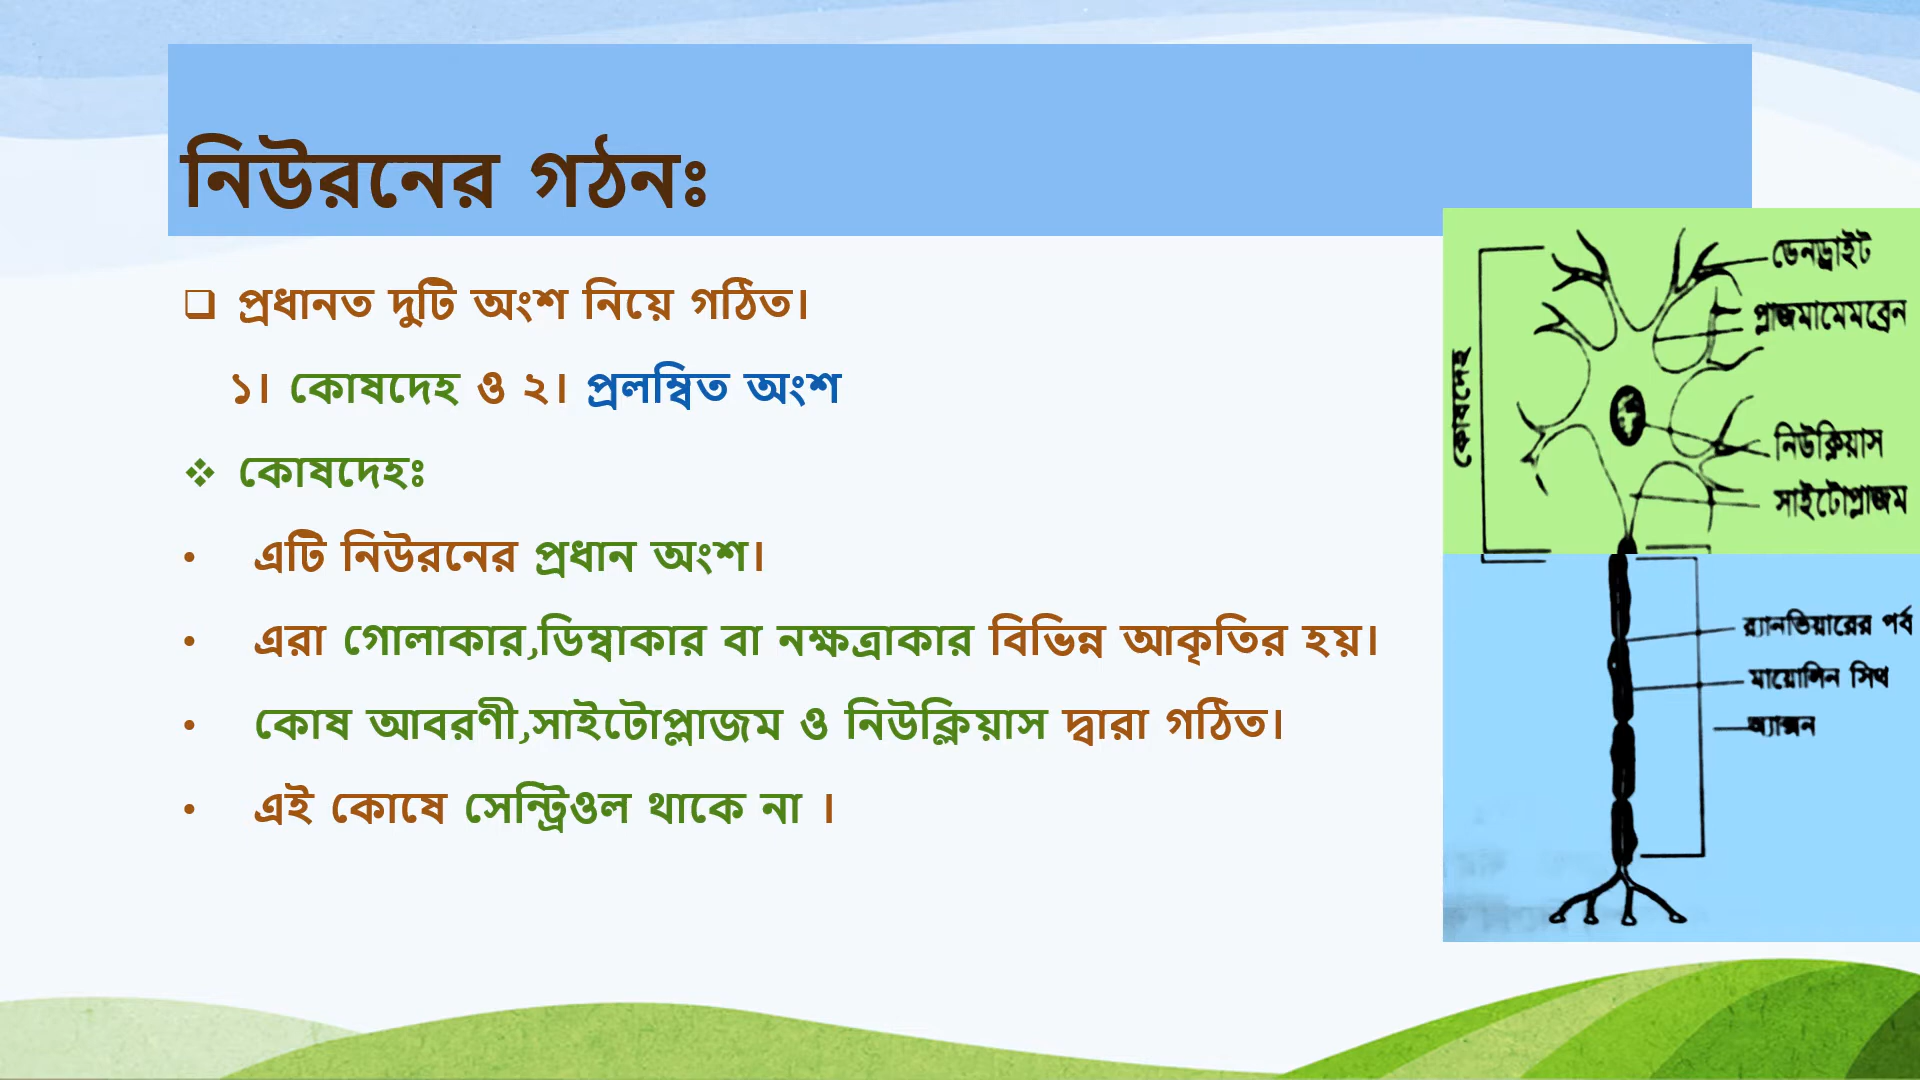 নিউরনের গঠনঃ
প্রধানত দুটি অংশ নিয়ে গঠিত।
১। কোষদেহ ও ২। প্রলম্বিত অংশ
কোষদেহঃ
এটি নিউরনের প্রধান অংশ।
এরা গোলাকার,ডিম্বাকার বা নক্ষত্রাকার বিভিন্ন আকৃতির হয়।
কোষ আবরণী,সাইটোপ্লাজম ও নিউক্লিয়াস দ্বারা গঠিত।
এই কোষে সেন্ট্রিওল থাকে না ।
ডেনড্রাইট
প্লাজমামেমব্রেন
কোষদেহ
নিউক্লিয়াস
সাইটোপ্লাজম
র‍্যানভিয়ারের পর্ব
মায়োলিন সিথ
অ্যাক্সন